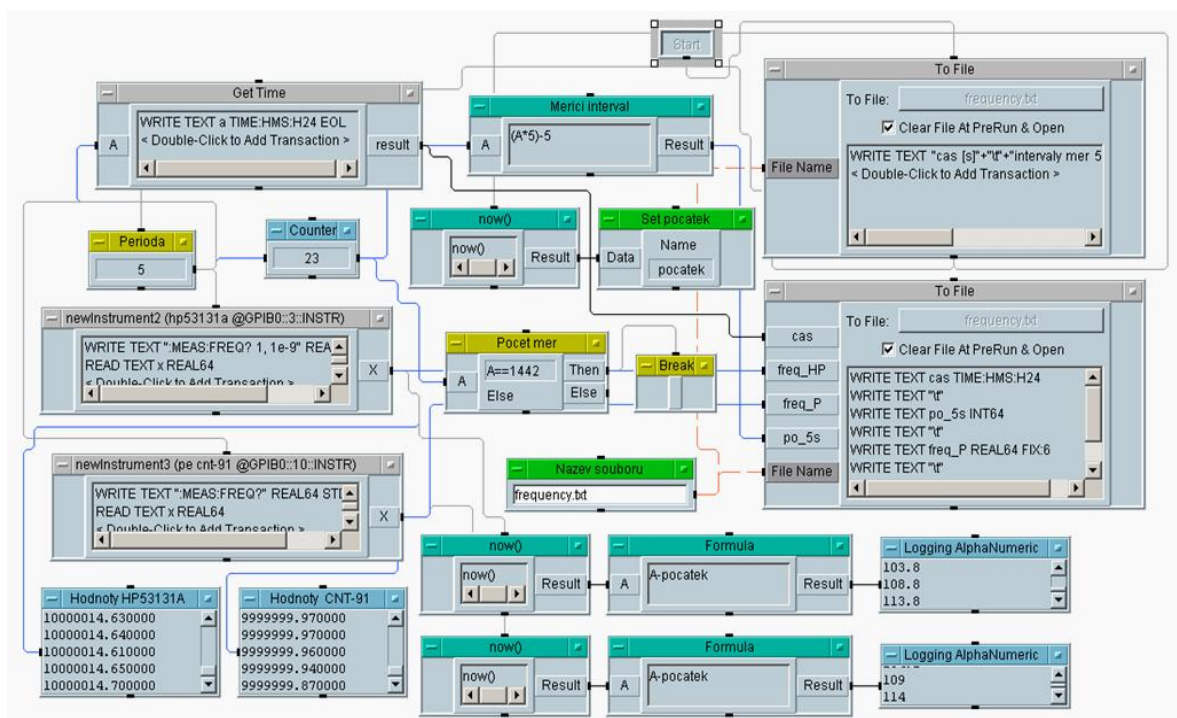 Start
Get Time
WRITE TEXT a TIME:HMS:H24 EOL
< Double-Click to Add Transaction >
A
result
Merici interval
A
(A*5)-5
Result
To File
To File:
frequency.txt
Clear File At PreRun & Open
File Name
WRITE TEXT "cas [s]"+"\t"+"intervaly mer 5
< Double-Click to Add Transaction >
Perioda
5
Counter
23
now()
now()
Result
Set pocatek
Data
Name
pocatek
newInstrument2 (hp53131a @GPIB0::3::INSTR)
WRITE TEXT ":MEAS:FREQ? 1, 1e-9" REA
READ TEXT x REAL64
< Double-Click to Add Transaction >
X
Pocet mer
A
A==1442
Then
Else
Else
Break
To File
To File:
frequency.txt
Clear File At PreRun & Open
cas
freq_HP
freq_P
po_5s
File Name
WRITE TEXT cas TIME:HMS:H24
WRITE TEXT "\t"
WRITE TEXT po_5s INT64
WRITE TEXT "\t"
WRITE TEXT freq_P REAL64 FIX:6
WRITE TEXT "\t"
newInstrument3 (pe cnt-91 @GPIB0::10::INSTR)
WRITE TEXT ":MEAS:FREQ?" REAL64 STI
READ TEXT x REAL64
< Double-Click to Add Transaction >
X
Nazev souboru
frequency.txt
Hodnoty HP53131A
10000014.630000
10000014.640000
10000014.610000
10000014.650000
10000014.700000
Hodnoty CNT-91
9999999.970000
9999999.970000
9999999.960000
9999999.940000
9999999.870000
now()
now()
Result
Formula
A
A-pocatek
Result
Logging AlphaNumeric
103.8
108.8
113.8
now()
now()
Result
Formula
A
A-pocatek
Result
Logging AlphaNumeric
109
114